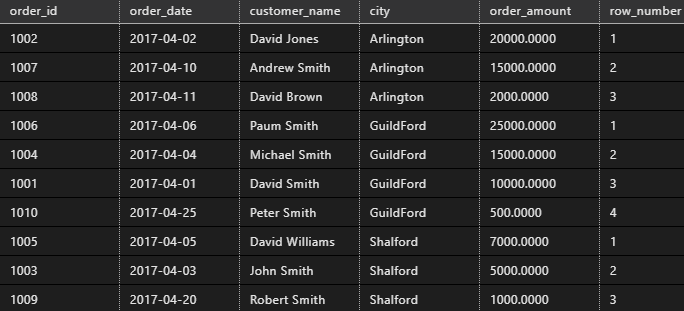 order_id order_date customer_name city order_amount row_number
1002 2017-04-02 David Jones Arlington 20000.0000 1
1007 2017-04-10 Andrew Smith Arlington 15000.0000 2
1008 2017-04-11 David Brown Arlington 2000.0000 3
1006 2017-04-06 Paum Smith GuildFord 25000.0000 1
1004 2017-04-04 Michael Smith GuildFord 15000.0000 2
1001 2017-04-01 David Smith GuildFord 10000.0000 3
1010 2017-04-25 Peter Smith GuildFord 500.0000 4
1005 2017-04-05 David Williams Shalford 7000.0000 1
1003 2017-04-03 John Smith Shalford 5000.0000 2
1009 2017-04-20 Robert Smith Shalford 1000.0000 3